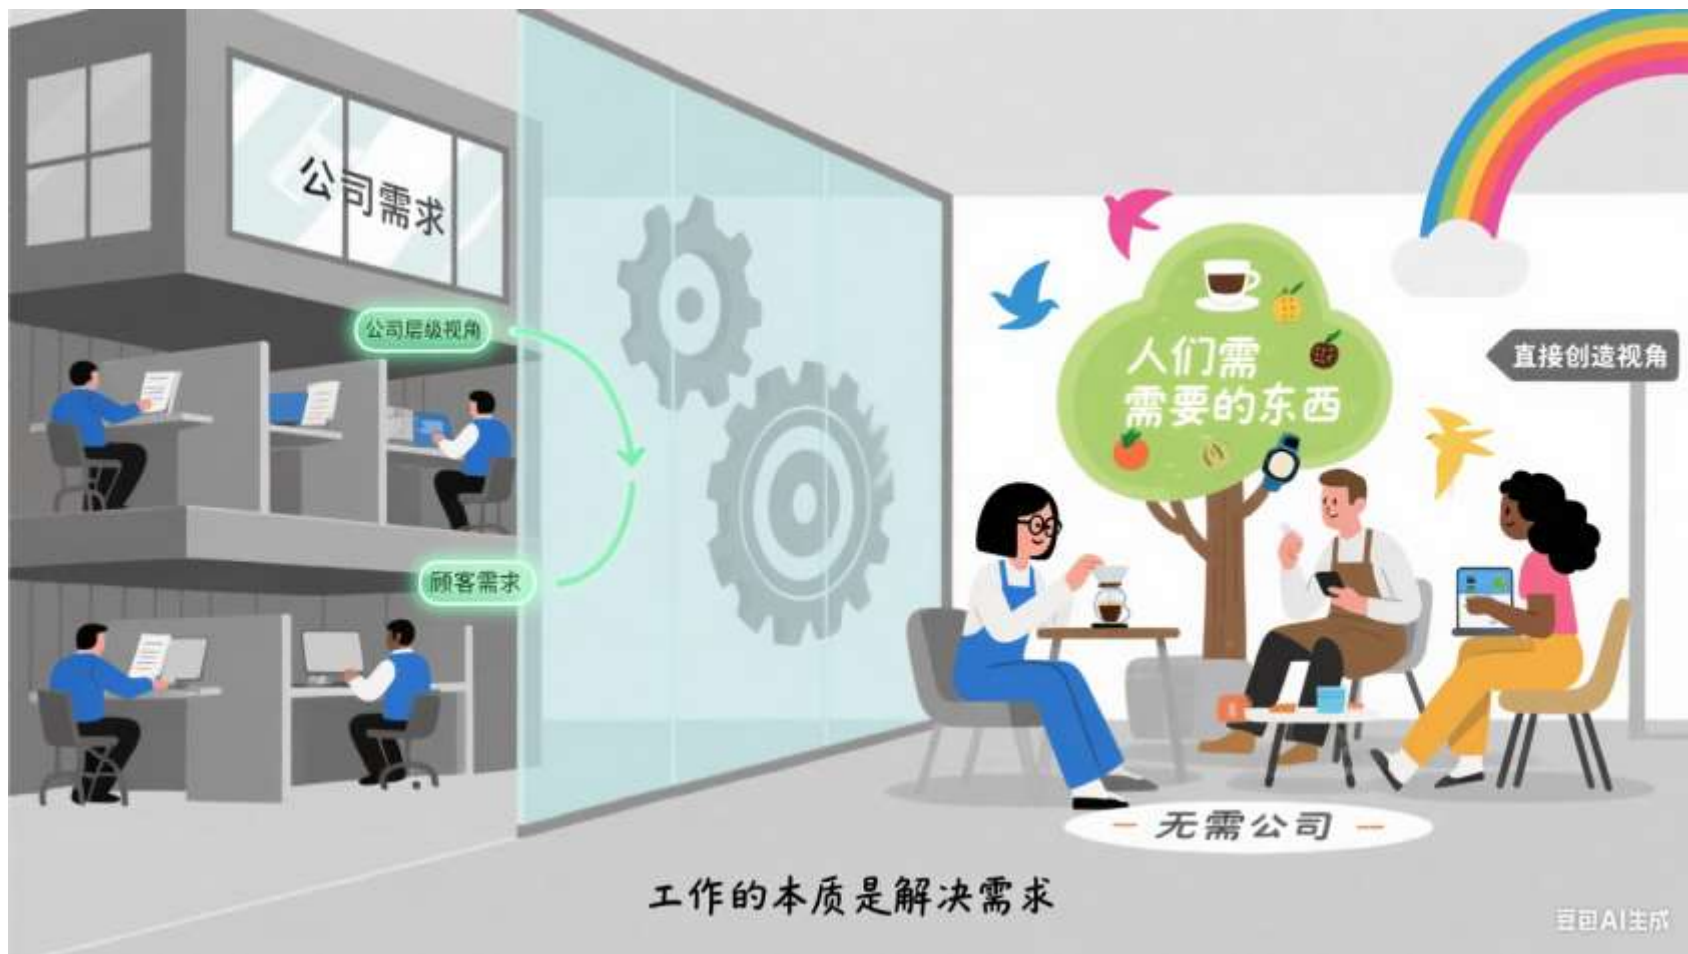 公司需求
公司层级视角
顾客需求
人们需
需要的东西
直接创造视角
无需公司
工作的本质是解决需求
豆包AI生成